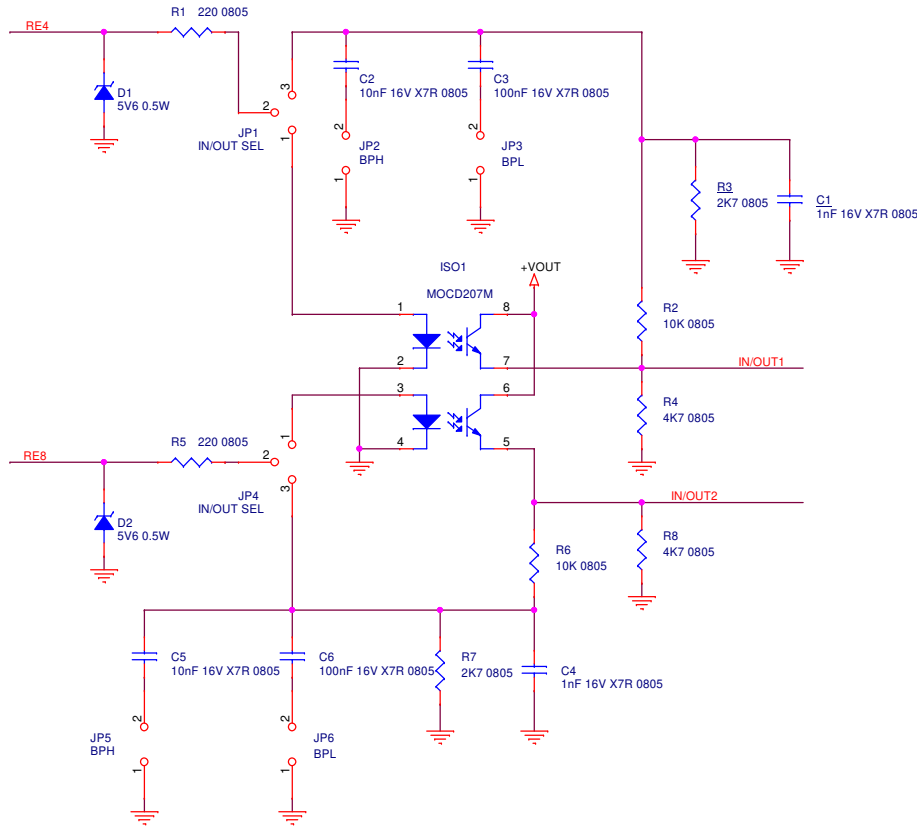 RE4
R1 220 0805
D1
5V6 0.5W
3
2
1
JP1
IN/OUT SEL
C2
10nF 16V X7R 0805
2
JP2
BPH
1
C3
100nF 16V X7R 0805
2
JP3
BPL
1
R3
2K7 0805
C1
1nF 16V X7R 0805
ISO1
MOCD207M
+VOUT
1
8
2
7
3
6
4
5
R2
10K 0805
IN/OUT1
R4
4K7 0805
RE8
R5 220 0805
1
2
3
JP4
IN/OUT SEL
D2
5V6 0.5W
IN/OUT2
R6
10K 0805
R8
4K7 0805
C5
10nF 16V X7R 0805
C6
100nF 16V X7R 0805
R7
2K7 0805
C4
1nF 16V X7R 0805
2
JP5
BPH
1
2
JP6
BPL
1